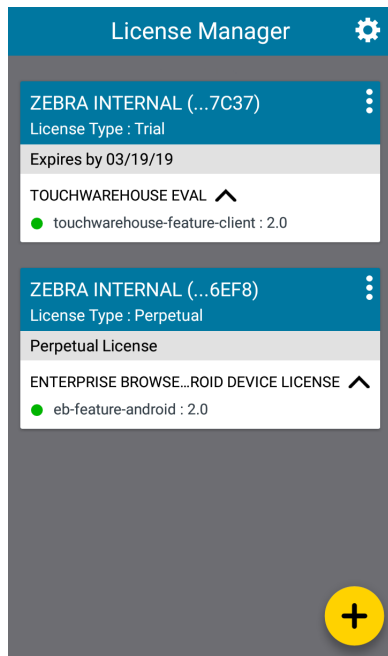 License Manager
ZEBRA INTERNAL (...7C37)
License Type : Trial
Expires by 03/19/19
TOUCHWAREHOUSE EVAL
touchwarehouse-feature-client : 2.0
ZEBRA INTERNAL (...6EF8)
License Type : Perpetual
Perpetual License
ENTERPRISE BROWSE...ROID DEVICE LICENSE
eb-feature-android : 2.0